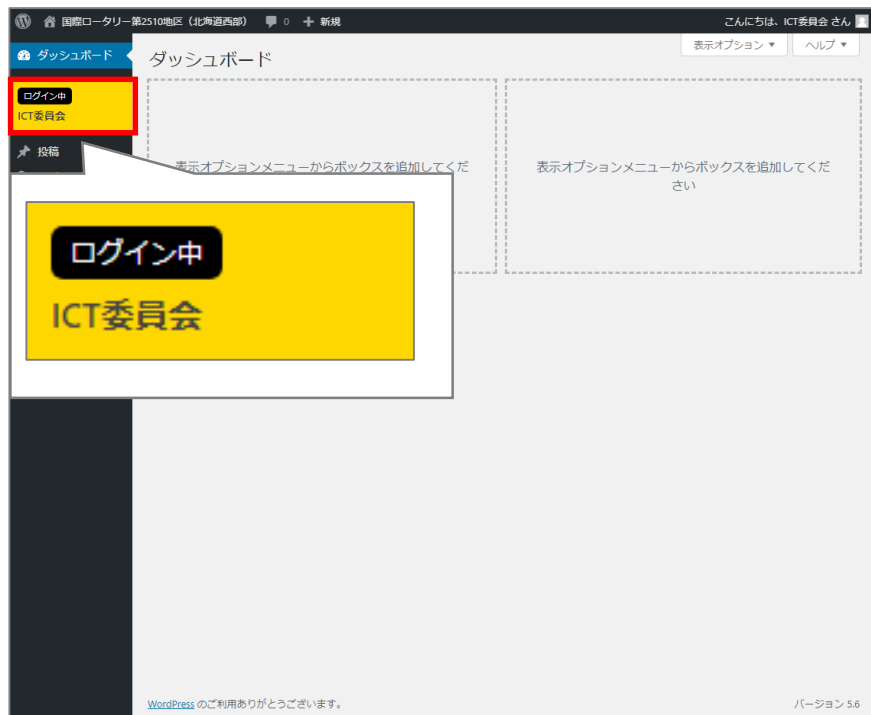 国際ロータリー第2510地区（北海道西部） 0 新規 こんにちは、ICT委員会 さん
ダッシュボード
ダッシュボード
表示オプション ▼ ヘルプ ▼
ログイン中
ICT委員会
投稿
表示オプションメニューからボックスを追加してくだ
表示オプションメニューからボックスを追加してくだ
さい
ログイン中
ICT委員会
WordPress のご利用ありがとうございます。
バージョン 5.6